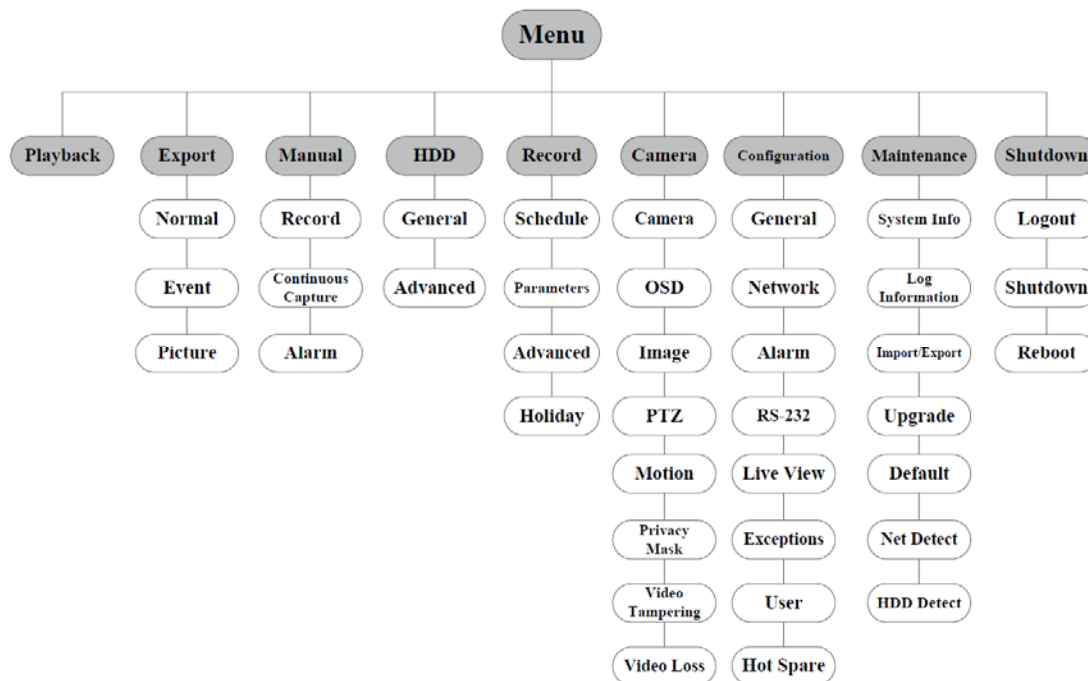 Menu
Playback
Export
Manual
HDD
Record
Camera
Configuration
Maintenance
Shutdown
Normal
Record
General
Schedule
Camera
General
System Info
Logout
Event
Continuous
Capture
Advanced
Parameters
OSD
Network
Log
Information
Shutdown
Picture
Alarm
Advanced
Image
Alarm
Import/Export
Reboot
Holiday
PTZ
RS-232
Upgrade
Motion
Live View
Default
Privacy
Mask
Exceptions
Net Detect
Video
Tampering
User
HDD Detect
Video Loss
Hot Spare